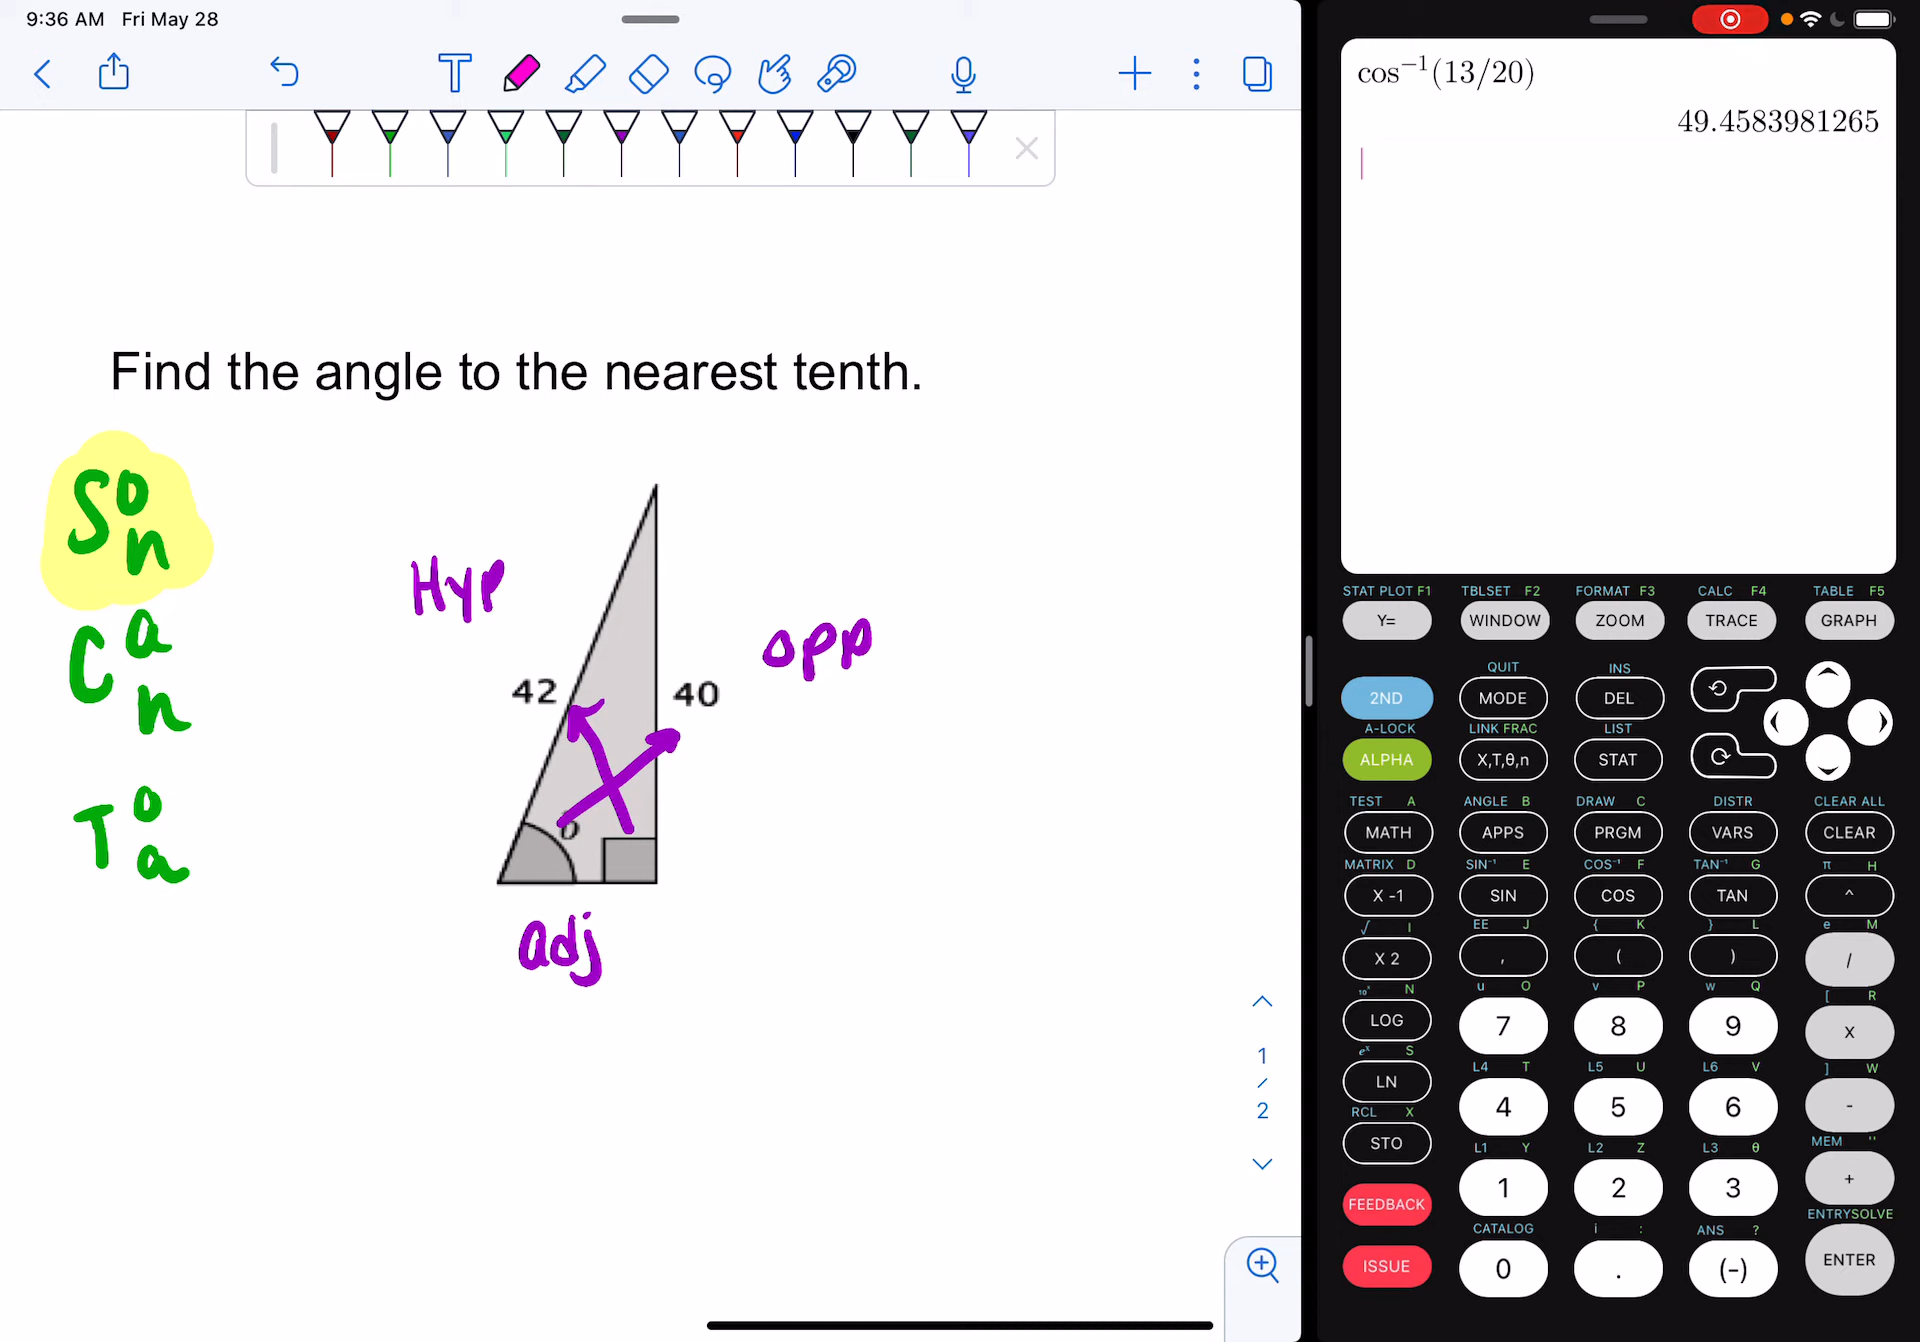 9:36 AM Fri May 28
T
Find the angle to the nearest tenth.
S o n
C a n
T o a
Hyp
opp
42
40
θ
adj
1
/
2
cos⁻¹(13/20)
49.4583981265
STAT PLOT F1 TBLSET F2 FORMAT F3 CALC F4 TABLE F5
Y= WINDOW ZOOM TRACE GRAPH
QUIT INS
2ND MODE DEL
A-LOCK LINK FRAC LIST
ALPHA X,T,θ,n STAT
TEST A ANGLE B DRAW C DISTR CLEAR ALL
MATH APPS PRGM VARS CLEAR
MATRIX D SIN⁻¹ E COS⁻¹ F TAN⁻¹ G π H
X -1 SIN COS TAN ^
√ I EE J { K } L e M
X 2 , ( ) /
10ˣ N u O v P w Q [ R
LOG 7 8 9 X
eˣ S L4 T L5 U L6 V ] W
LN 4 5 6 -
RCL X L1 Y L2 Z L3 θ MEM ''
STO 1 2 3 +
FEEDBACK CATALOG i : ANS ? ENTRY SOLVE
ISSUE 0 . (-) ENTER